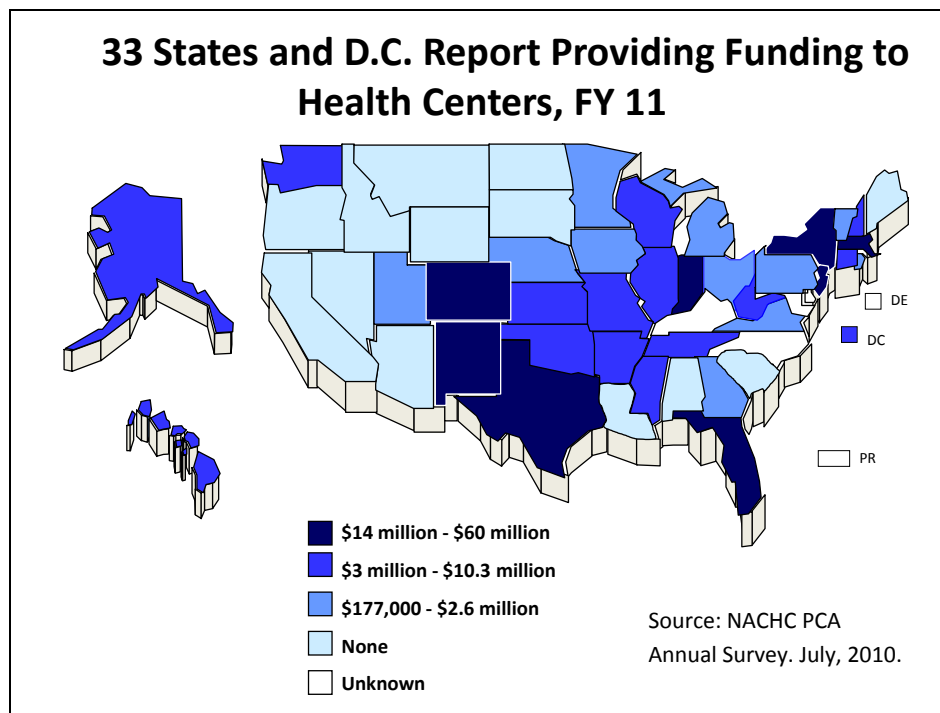 33 States and D.C. Report Providing Funding to
Health Centers, FY 11
DE
DC
PR
$14 million - $60 million
$3 million - $10.3 million
$177,000 - $2.6 million
None
Unknown
Source: NACHC PCA
Annual Survey. July, 2010.